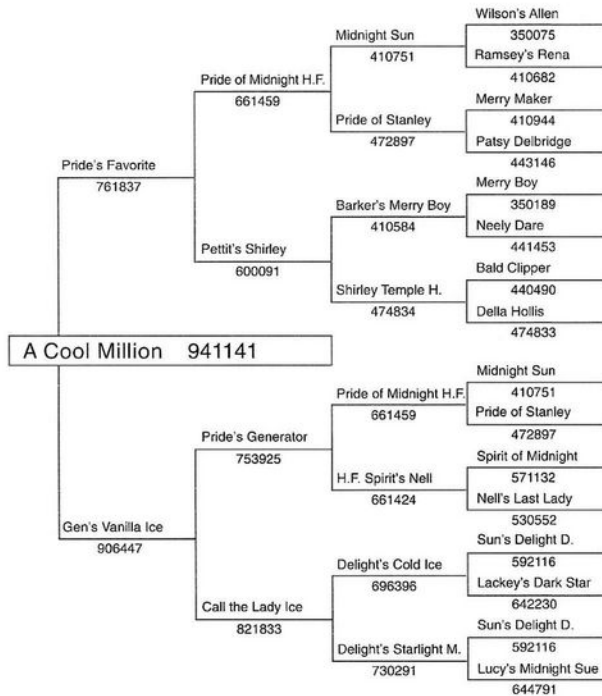 Wilson's Allen
Midnight Sun
350075
410751
Ramsey's Rena
Pride of Midnight H.F.
410682
661459
Merry Maker
Pride of Stanley
410944
472897
Patsy Delbridge
Pride's Favorite
443146
761837
Merry Boy
Barker's Merry Boy
350189
410584
Neely Dare
Pettit's Shirley
441453
600091
Bald Clipper
Shirley Temple H.
440490
474834
Della Hollis
474833
A Cool Million 941141
Midnight Sun
Pride of Midnight H.F.
410751
661459
Pride of Stanley
Pride's Generator
472897
753925
Spirit of Midnight
H.F. Spirit's Nell
571132
661424
Nell's Last Lady
Gen's Vanilla Ice
530552
906447
Sun's Delight D.
Delight's Cold Ice
592116
696396
Lackey's Dark Star
Call the Lady Ice
642230
821833
Sun's Delight D.
Delight's Starlight M.
592116
730291
Lucy's Midnight Sue
644791